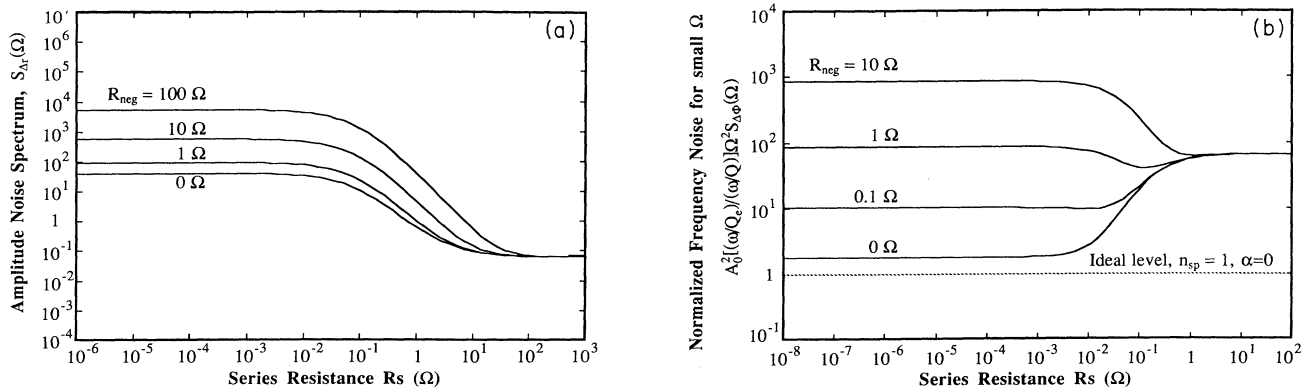 (a)
Amplitude Noise Spectrum, S_Δr(Ω)
10⁷
10⁶
10⁵
10⁴
10³
10²
10¹
1
10⁻¹
10⁻²
10⁻³
10⁻⁴
R_neg = 100 Ω
10 Ω
1 Ω
0 Ω
10⁻⁶ 10⁻⁵ 10⁻⁴ 10⁻³ 10⁻² 10⁻¹ 1 10¹ 10² 10³
Series Resistance Rs (Ω)
(b)
Normalized Frequency Noise for small Ω
A₀²[(ω/Qₑ)/(ω/Q)]Ω²S_ΔΦ(Ω)
10⁴
10³
10²
10¹
1
10⁻¹
R_neg = 10 Ω
1 Ω
0.1 Ω
0 Ω
Ideal level, n_sp = 1, α=0
10⁻⁸ 10⁻⁷ 10⁻⁶ 10⁻⁵ 10⁻⁴ 10⁻³ 10⁻² 10⁻¹ 1 10¹ 10²
Series Resistance Rs (Ω)